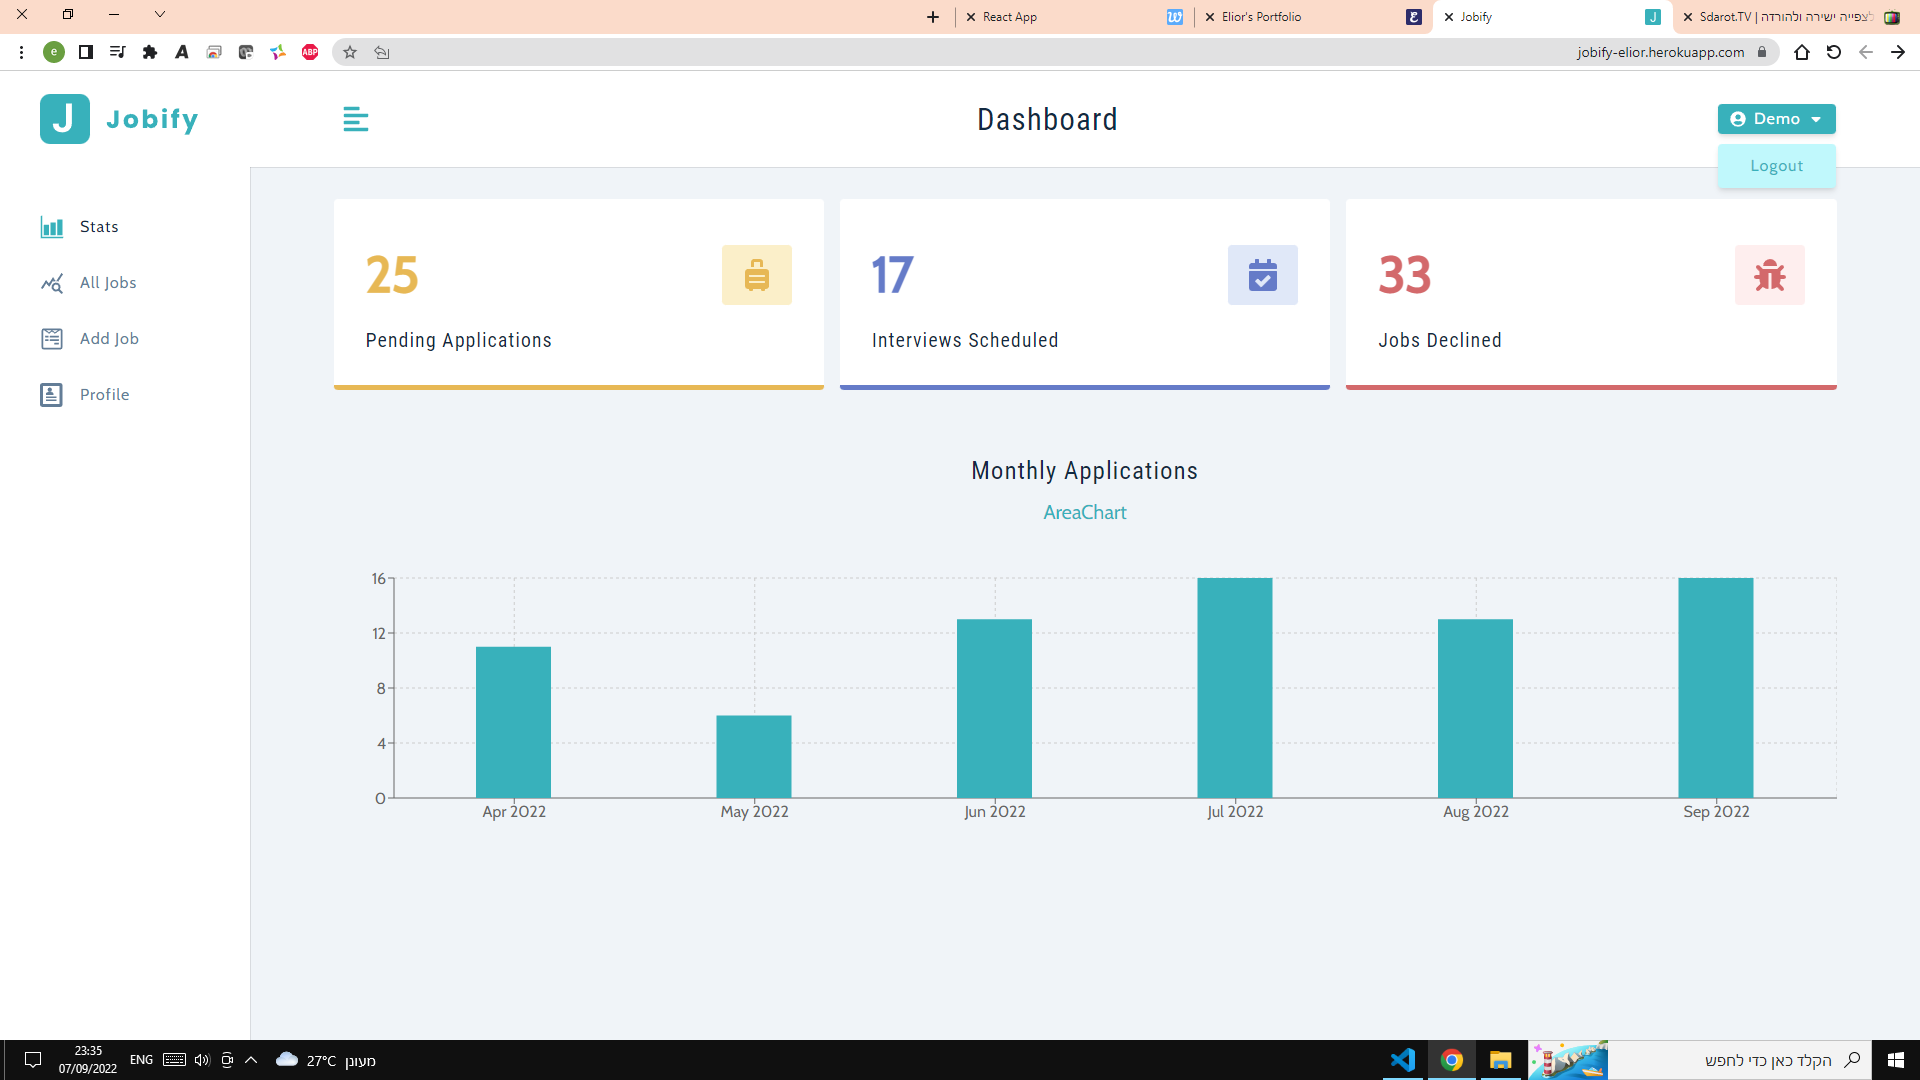 React App
Elior's Portfolio
Jobify
Sdarot.TV | לצפייה ישירה ולהורדה
jobify-elior.herokuapp.com
e
ABP
J Jobify
Dashboard
Demo
Logout
Stats
All Jobs
Add Job
Profile
25
Pending Applications
17
Interviews Scheduled
33
Jobs Declined
Monthly Applications
AreaChart
16
12
8
4
0
Apr 2022
May 2022
Jun 2022
Jul 2022
Aug 2022
Sep 2022
23:35
07/09/2022
ENG
27°C מעונן
הקלד כאן כדי לחפש